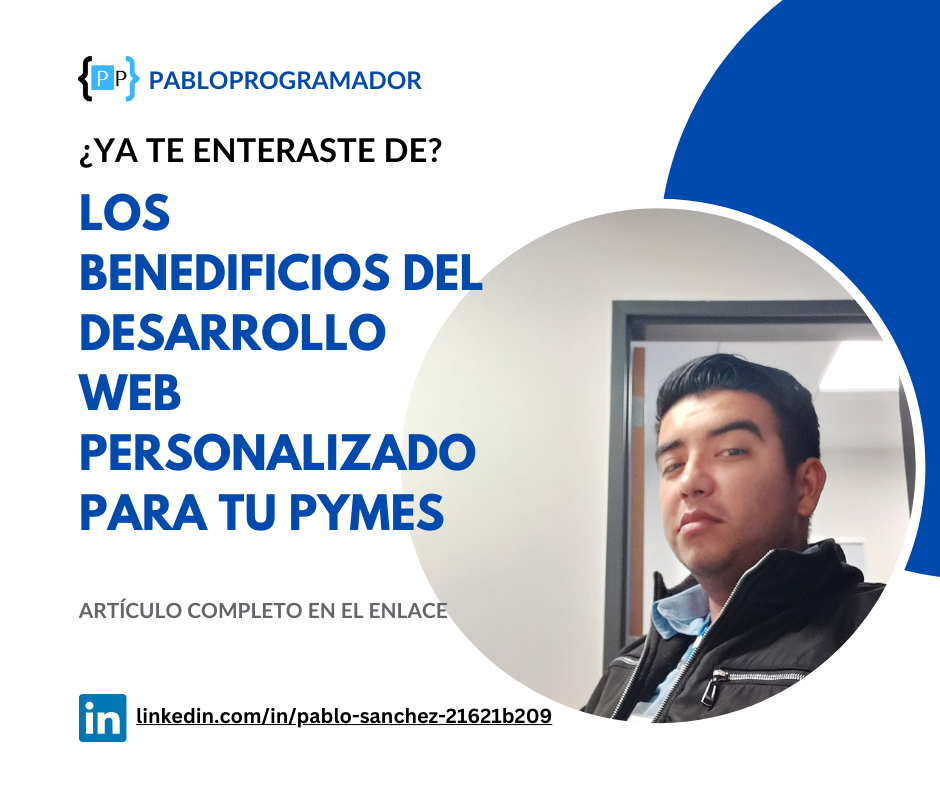 {PP} PABLOPROGRAMADOR
¿YA TE ENTERASTE DE?
LOS
BENEDIFICIOS DEL
DESARROLLO
WEB
PERSONALIZADO
PARA TU PYMES
ARTÍCULO COMPLETO EN EL ENLACE
in linkedin.com/in/pablo-sanchez-21621b209